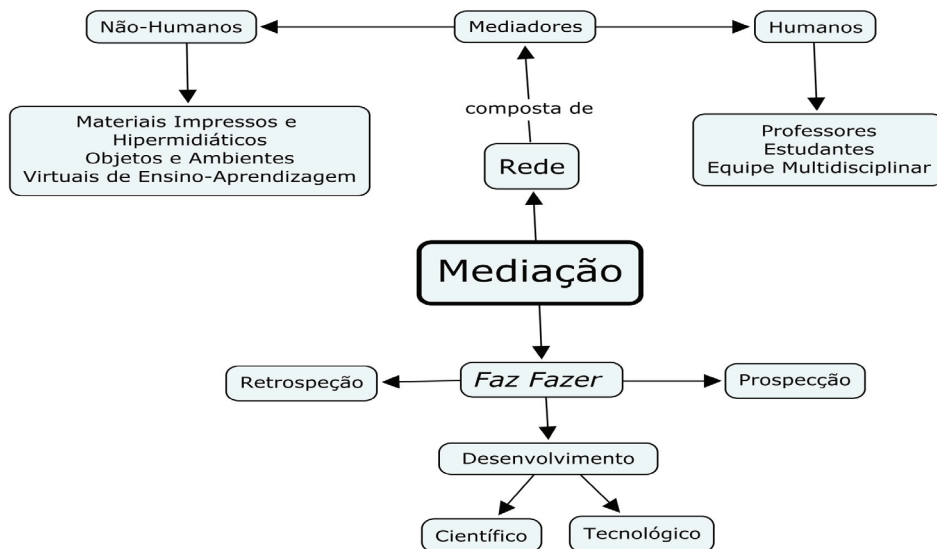 Não-Humanos
Mediadores
Humanos
Materiais Impressos e
Hipermidiáticos
Objetos e Ambientes
Virtuais de Ensino-Aprendizagem
composta de
Professores
Estudantes
Equipe Multidisciplinar
Rede
Mediação
Retrospeção
Faz Fazer
Prospecção
Desenvolvimento
Científico
Tecnológico